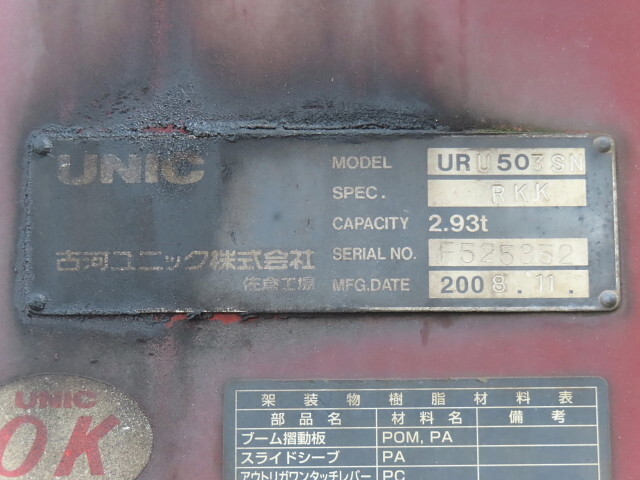 UNIC
MODEL URU503SN
SPEC. RKK
CAPACITY 2.93t
SERIAL NO. F525352
MFG.DATE 2008.11.
古河ユニック株式会社
佐倉工場
UNIC
OK
架装物樹脂材料表
部品名 材料名 備考
ブーム摺動板 POM, PA
スライドシーブ PA
アウトリガワンタッチレバー PC